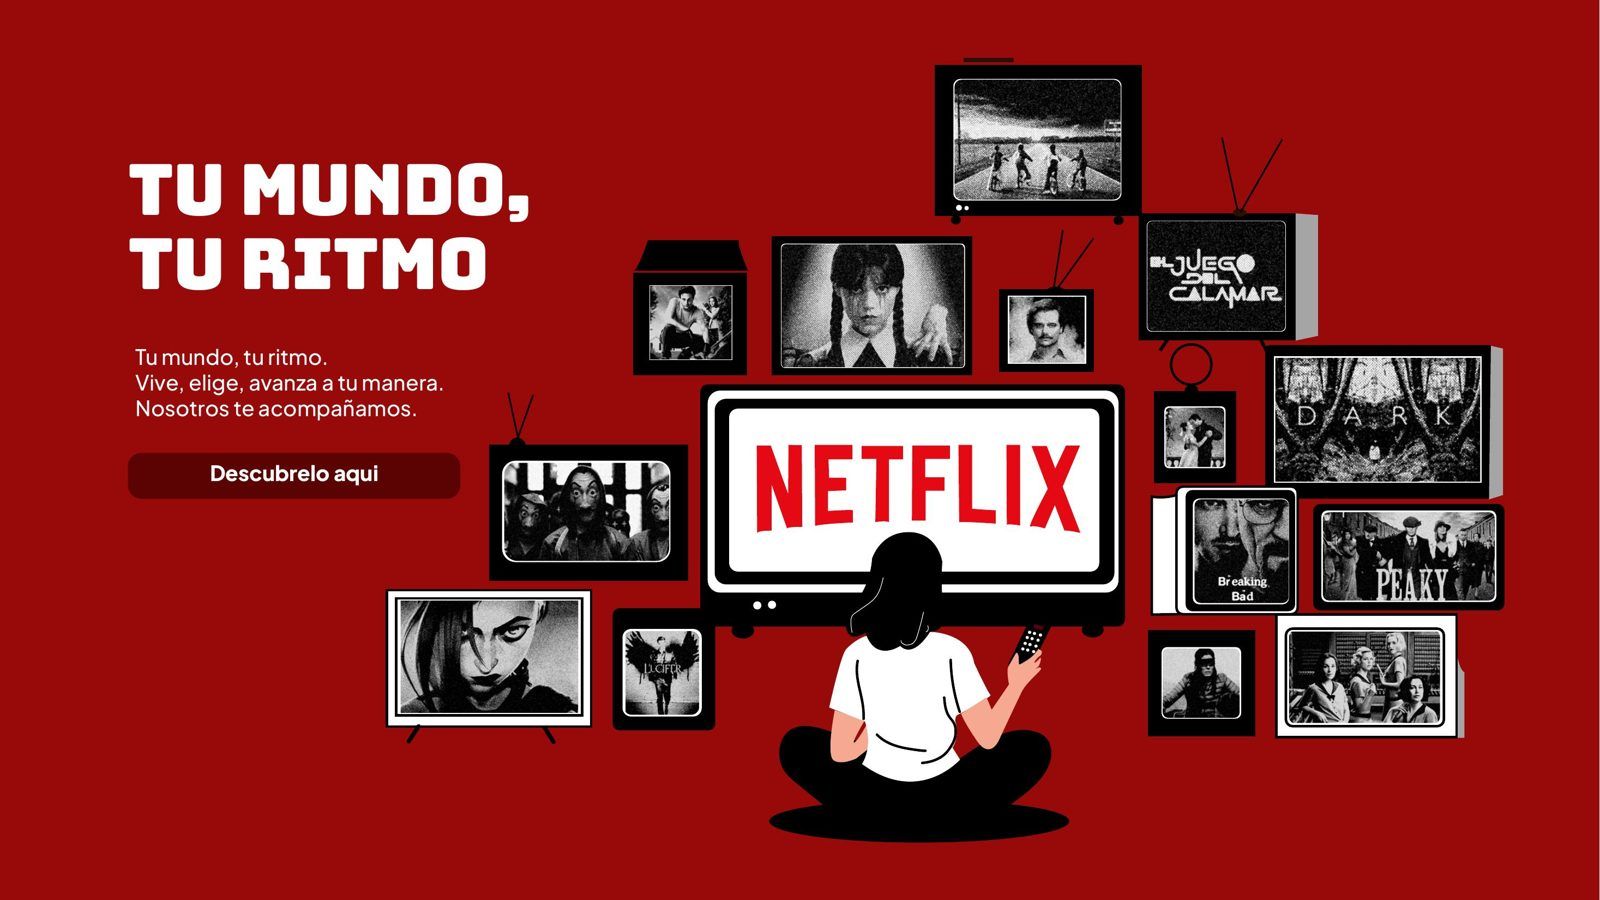 TU MUNDO,
TU RITMO
Tu mundo, tu ritmo.
Vive, elige, avanza a tu manera.
Nosotros te acompañamos.
Descubrelo aqui
NETFLIX
EL JUEGO
DEL
CALAMAR
DARK
Breaking
Bad
PEAKY
LUCIFER